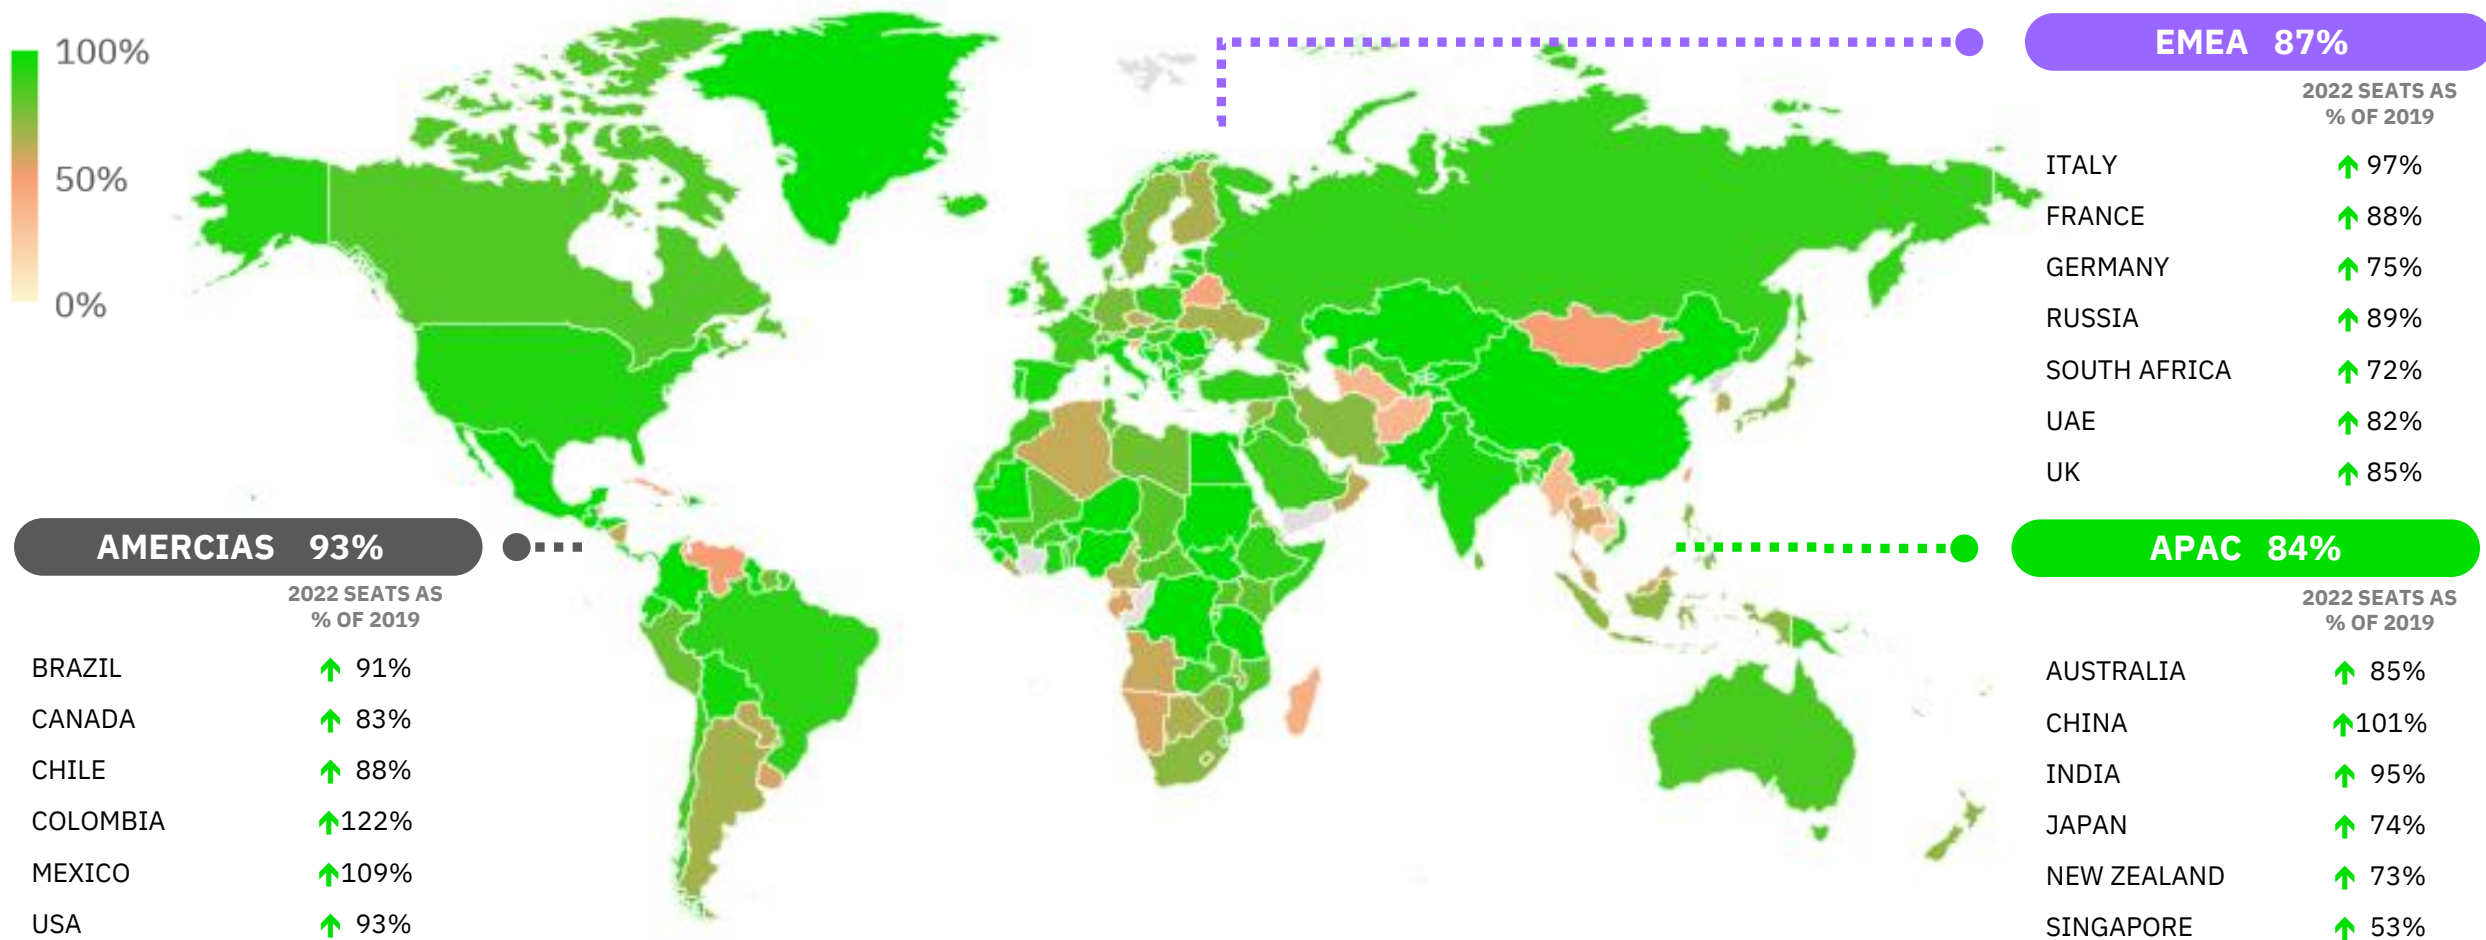 100%
50%
0%
EMEA 87%
2022 SEATS AS
% OF 2019
ITALY 97%
FRANCE 88%
GERMANY 75%
RUSSIA 89%
SOUTH AFRICA 72%
UAE 82%
UK 85%
AMERCIAS 93%
2022 SEATS AS
% OF 2019
BRAZIL 91%
CANADA 83%
CHILE 88%
COLOMBIA 122%
MEXICO 109%
USA 93%
APAC 84%
2022 SEATS AS
% OF 2019
AUSTRALIA 85%
CHINA 101%
INDIA 95%
JAPAN 74%
NEW ZEALAND 73%
SINGAPORE 53%